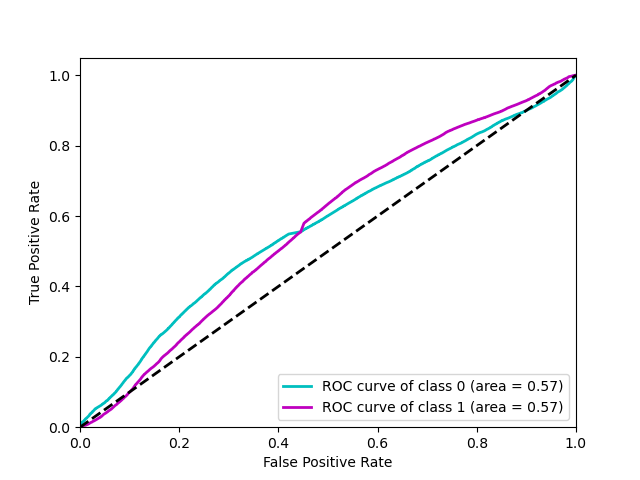 1.0
0.8
0.6
0.4
0.2
0.0
True Positive Rate
ROC curve of class 0 (area = 0.57)
ROC curve of class 1 (area = 0.57)
0.0 0.2 0.4 0.6 0.8 1.0
False Positive Rate